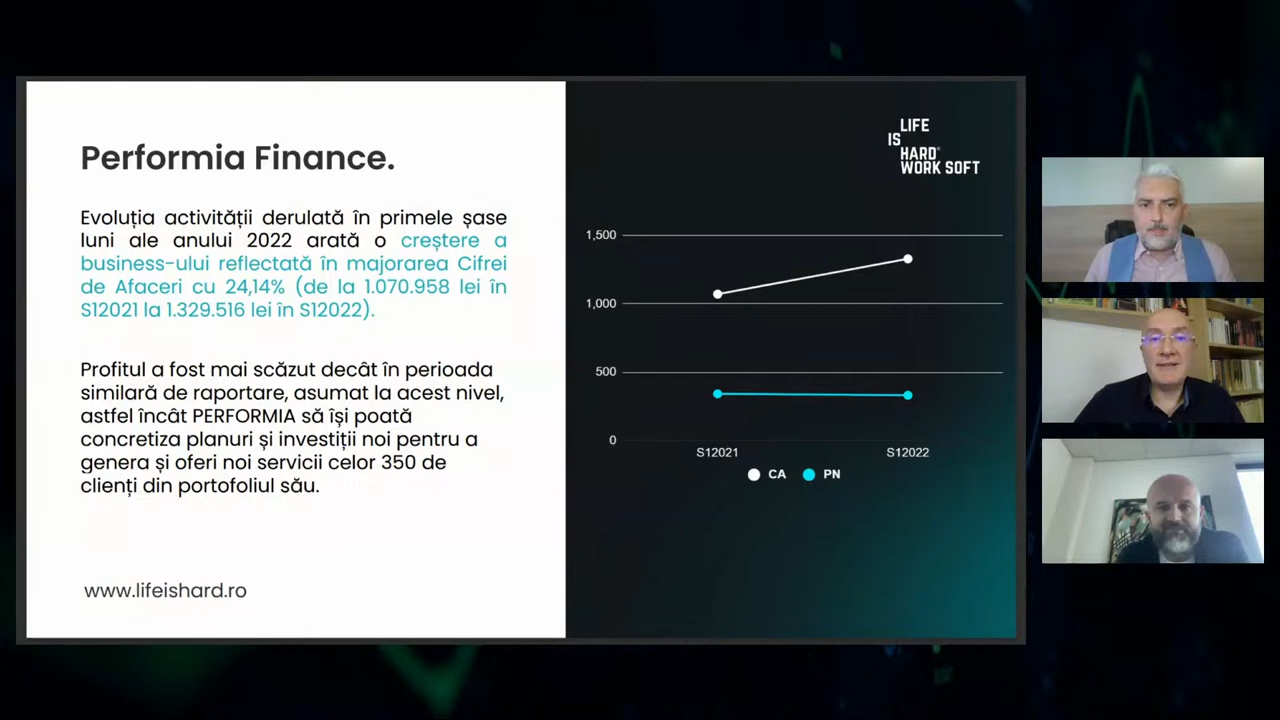 Performia Finance.
Evoluția activității derulată în primele șase
luni ale anului 2022 arată o creștere a
business-ului reflectată în majorarea Cifrei
de Afaceri cu 24,14% (de la 1.070.958 lei în
S12021 la 1.329.516 lei în S12022).
Profitul a fost mai scăzut decât în perioada
similară de raportare, asumat la acest nivel,
astfel încât PERFORMIA să își poată
concretiza planuri și investiții noi pentru a
genera și oferi noi servicii celor 350 de
clienți din portofoliul său.
www.lifeishard.ro
LIFE
IS
HARD®
WORK SOFT
1,500
1,000
500
0
S12021 S12022
CA PN